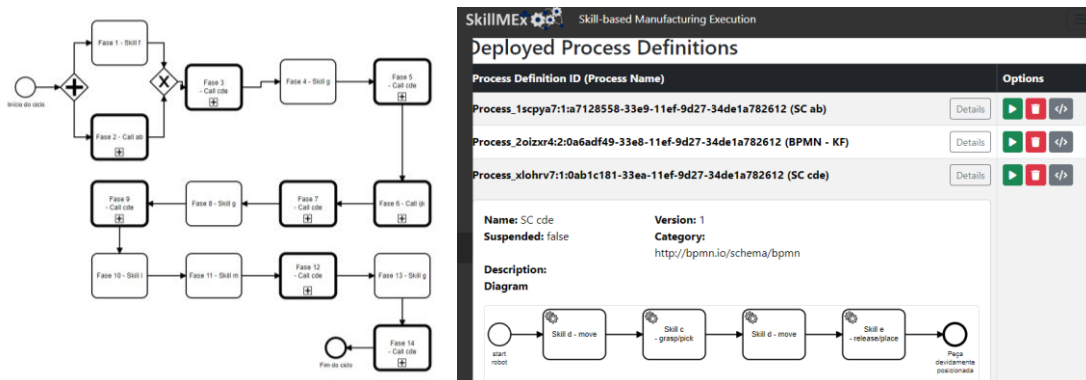 Fase 1 - Skill f
Início do ciclo
Fase 2 - Call ab
Fase 3
- Call cde
Fase 4 - Skill g
Fase 5
- Call cde
Fase 6 - Call ijk
Fase 7
- Call cde
Fase 8 - Skill g
Fase 9
- Call cde
Fase 10 - Skill l
Fase 11 - Skill m
Fase 12
- Call cde
Fase 13 - Skill g
Fase 14
- Call cde
Fim do ciclo
SkillMEx Skill-based Manufacturing Execution
Deployed Process Definitions
Process Definition ID (Process Name) Options
Process_1scpya7:1:a7128558-33e9-11ef-9d27-34de1a782612 (SC ab) Details
Process_2oizxr4:2:0a6adf49-33e8-11ef-9d27-34de1a782612 (BPMN - KF) Details
Process_xlohrv7:1:0ab1c181-33ea-11ef-9d27-34de1a782612 (SC cde) Details
Name: SC cde Version: 1
Suspended: false Category:
http://bpmn.io/schema/bpmn
Description:
Diagram
start
robot
Skill d - move
Skill c
- grasp/pick
Skill d - move
Skill e
- release/place
Peça
devidamente
posicionada